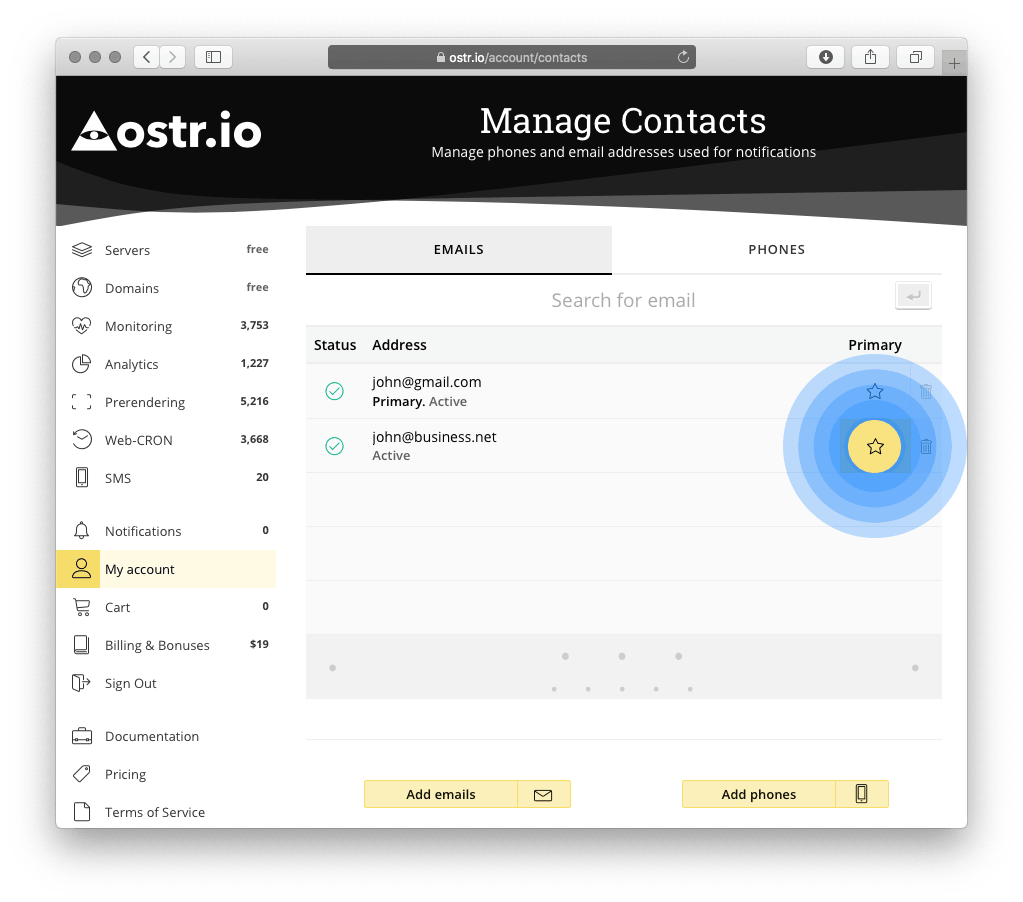 ostr.io/account/contacts
ostr.io
Manage Contacts
Manage phones and email addresses used for notifications
Servers free
Domains free
Monitoring 3,753
Analytics 1,227
Prerendering 5,216
Web-CRON 3,668
SMS 20
Notifications 0
My account
Cart 0
Billing & Bonuses $19
Sign Out
Documentation
Pricing
Terms of Service
EMAILS PHONES
Search for email
Status Address Primary
john@gmail.com
Primary. Active
john@business.net
Active
Add emails Add phones